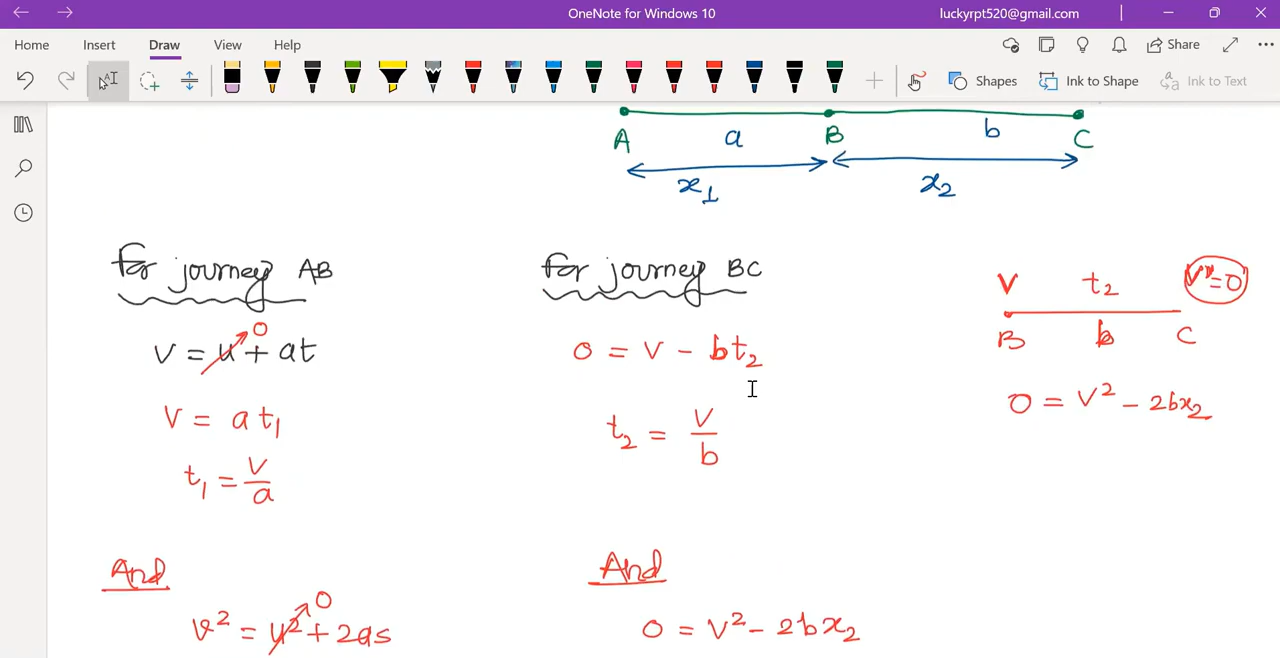 OneNote for Windows 10
luckyrpt520@gmail.com
Home Insert Draw View Help
Share
Shapes
Ink to Shape
Ink to Text
A a B b C
x₁ x₂
For journey AB
v = u + at
0
v = a t₁
t₁ = v/a
And
v² = u² + 2as
0
For journey BC
0 = v - bt₂
t₂ = v/b
And
0 = v² - 2bx₂
v t₂ v''=0
B b C
0 = v² - 2bx₂